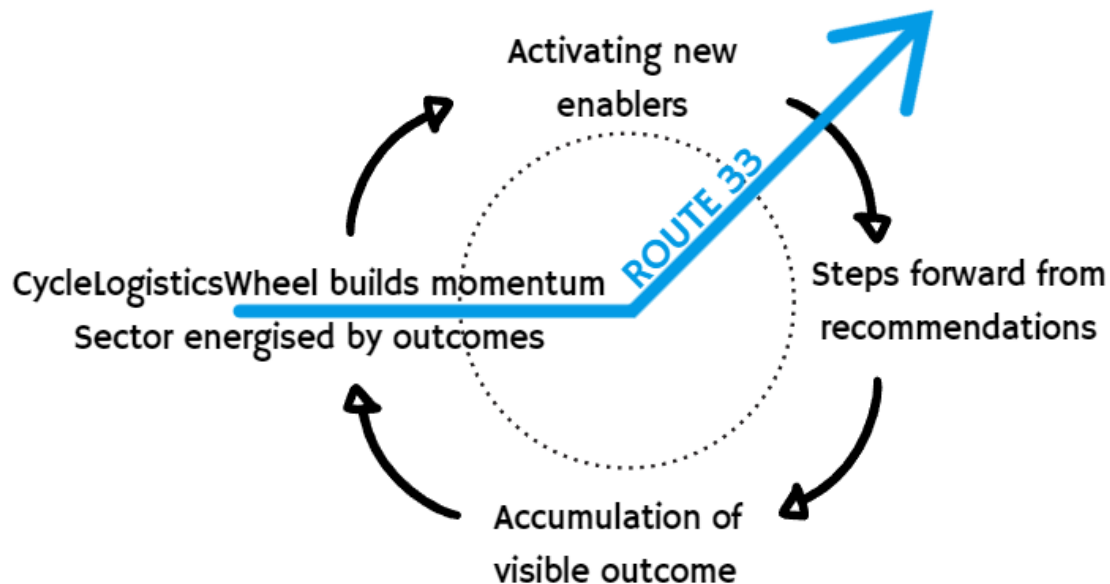 Activating new
enablers
ROUTE 33
CycleLogisticsWheel builds momentum
Sector energised by outcomes
Steps forward from
recommendations
Accumulation of
visible outcome